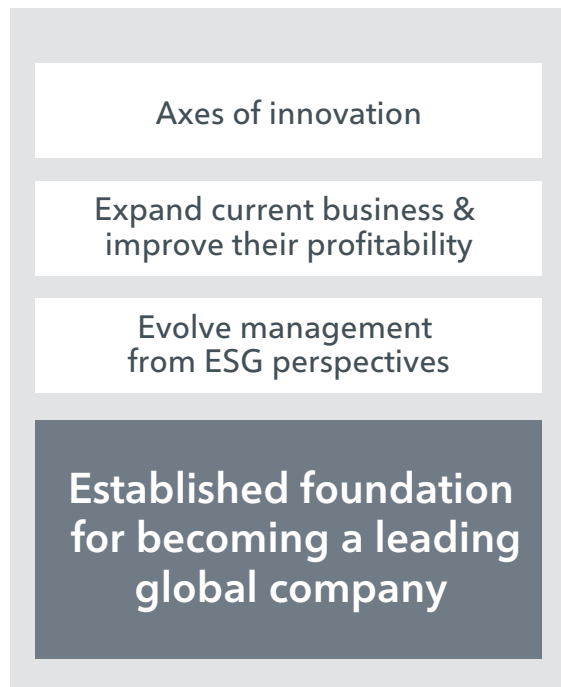 Axes of innovation
Expand current business &
improve their profitability
Evolve management
from ESG perspectives
Established foundation
for becoming a leading
global company